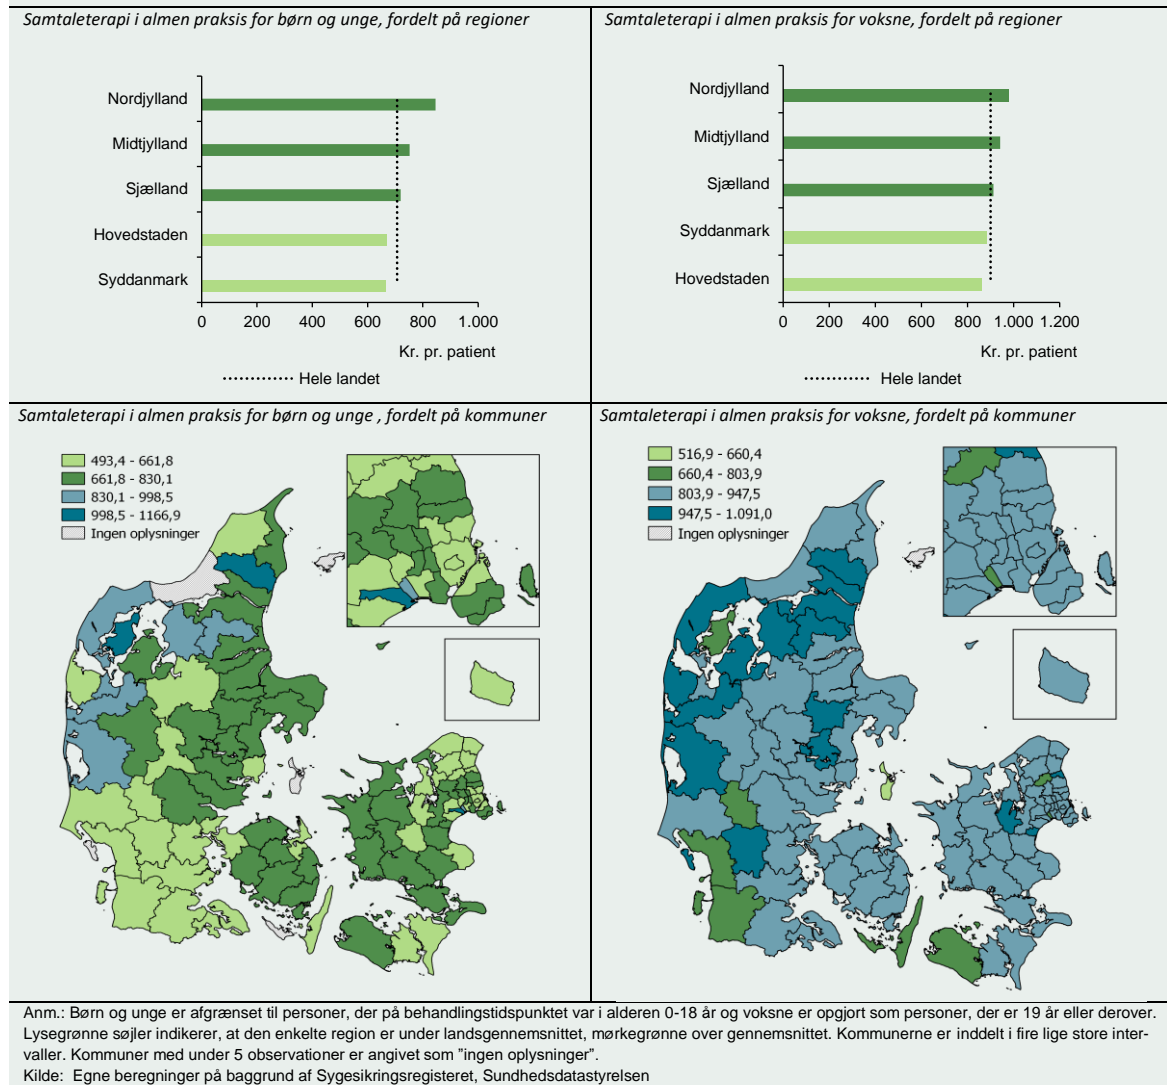 Samtaleterapi i almen praksis for børn og unge, fordelt på regioner
Nordjylland
Midtjylland
Sjælland
Hovedstaden
Syddanmark
0 200 400 600 800 1.000
Kr. pr. patient
Hele landet
Samtaleterapi i almen praksis for voksne, fordelt på regioner
Nordjylland
Midtjylland
Sjælland
Syddanmark
Hovedstaden
0 200 400 600 800 1.000 1.200
Kr. pr. patient
Hele landet
Samtaleterapi i almen praksis for børn og unge , fordelt på kommuner
493,4 - 661,8
661,8 - 830,1
830,1 - 998,5
998,5 - 1166,9
Ingen oplysninger
Samtaleterapi i almen praksis for voksne, fordelt på kommuner
516,9 - 660,4
660,4 - 803,9
803,9 - 947,5
947,5 - 1.091,0
Ingen oplysninger
Anm.: Børn og unge er afgrænset til personer, der på behandlingstidspunktet var i alderen 0-18 år og voksne er opgjort som personer, der er 19 år eller derover.
Lysegrønne søjler indikerer, at den enkelte region er under landsgennemsnittet, mørkegrønne over gennemsnittet. Kommunerne er inddelt i fire lige store inter-
valler. Kommuner med under 5 observationer er angivet som ”ingen oplysninger”.
Kilde: Egne beregninger på baggrund af Sygesikringsregisteret, Sundhedsdatastyrelsen